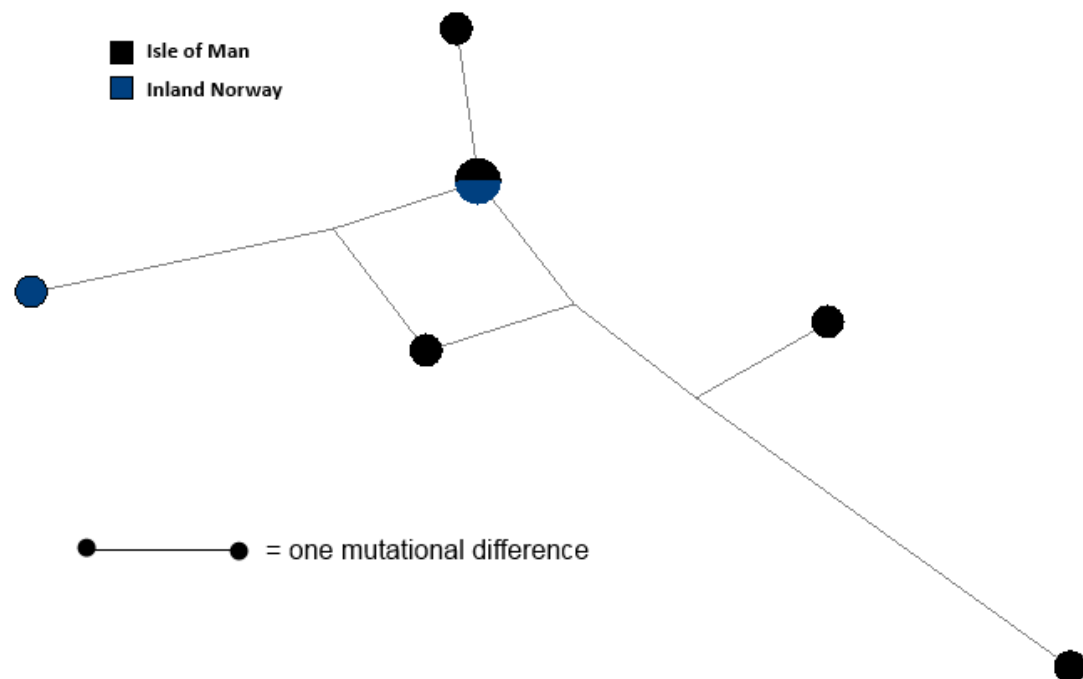 Isle of Man
Inland Norway
= one mutational difference